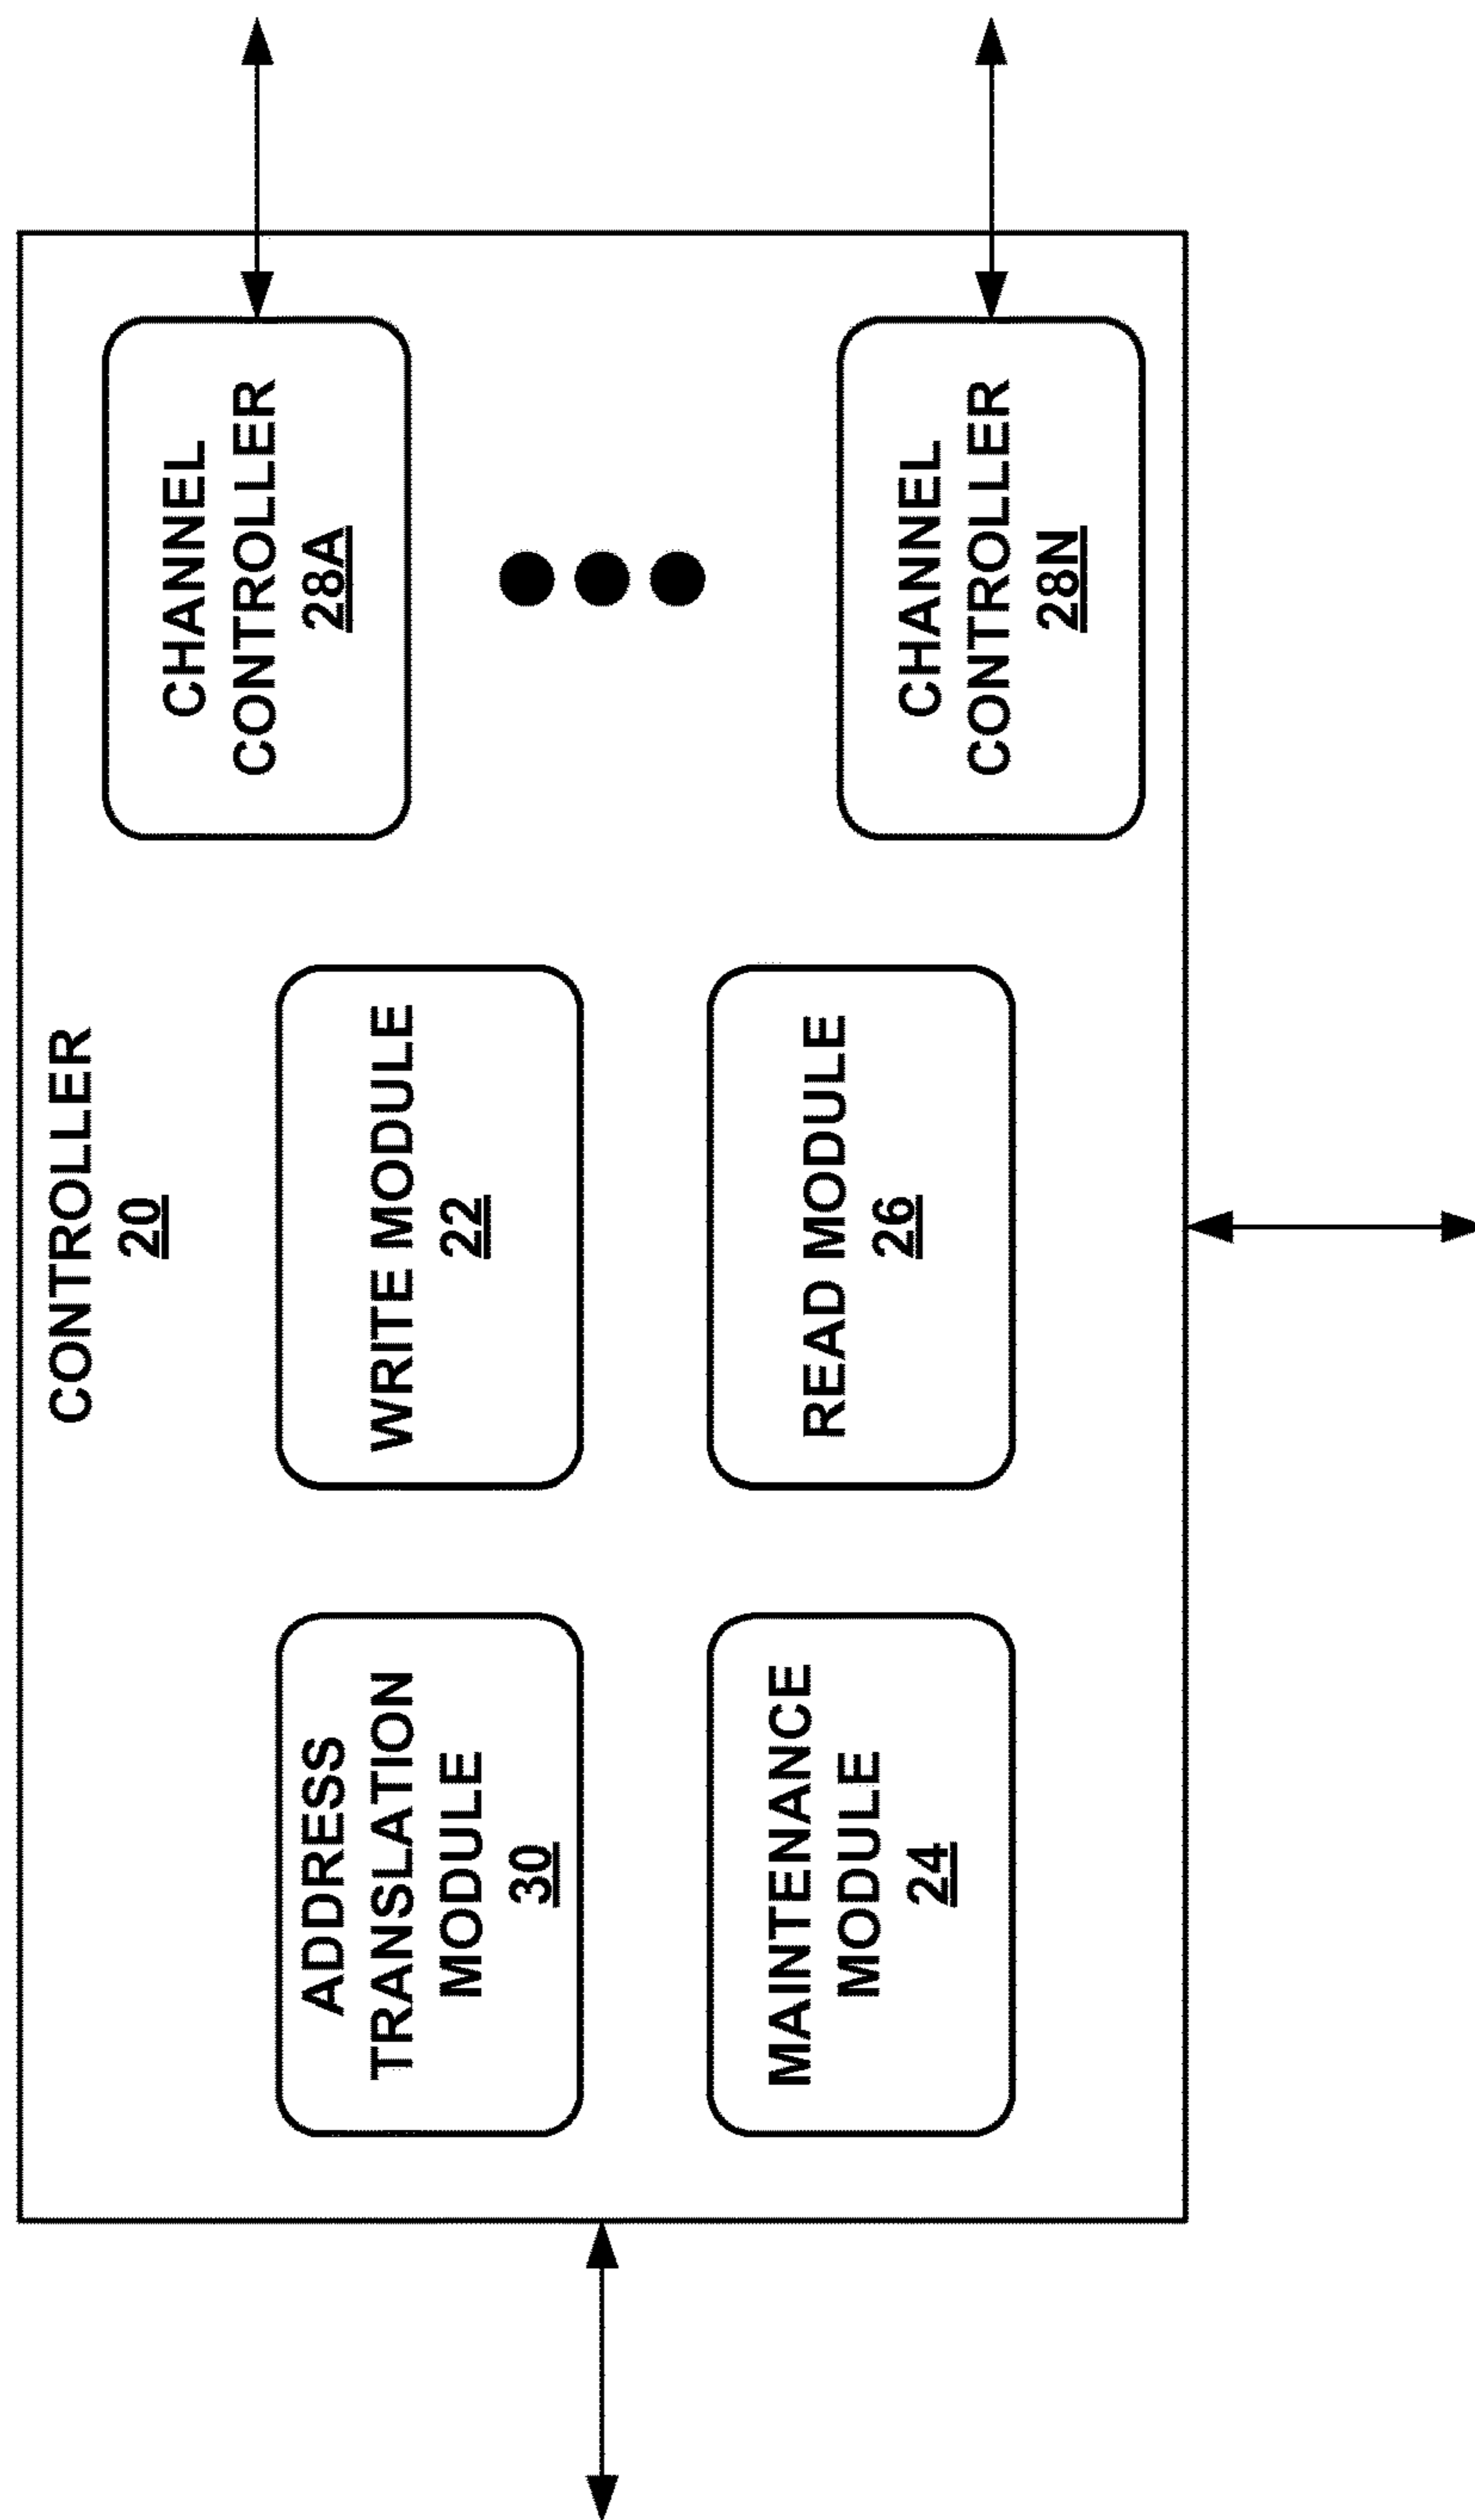 CONTROLLER
20
ADDRESS
TRANSLATION
MODULE
30
WRITE MODULE
22
CHANNEL
CONTROLLER
28A
MAINTENANCE
MODULE
24
READ MODULE
26
CHANNEL
CONTROLLER
28N